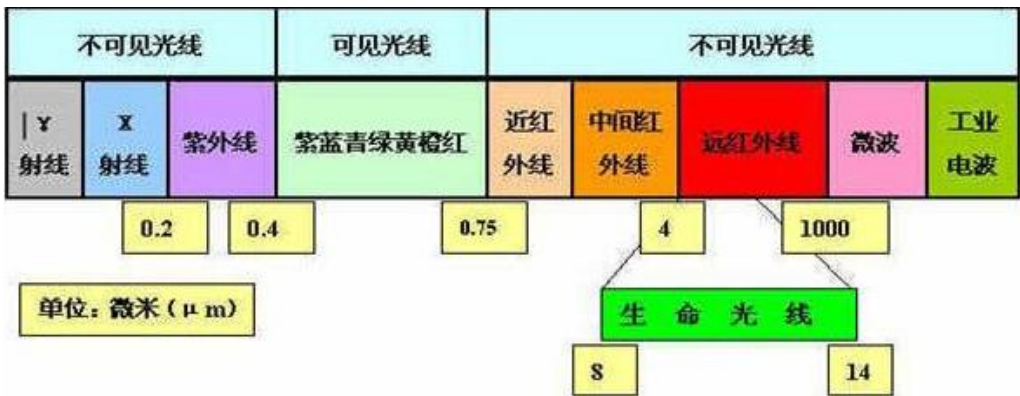 不可见光线 可见光线 不可见光线
|γ X 紫外线 紫蓝青绿黄橙红 近红 中间红 远红外线 微波 工业
射线 射线 外线 外线 电波
0.2 0.4 0.75 4 1000
单位：微米（μm） 生命光线
8 14